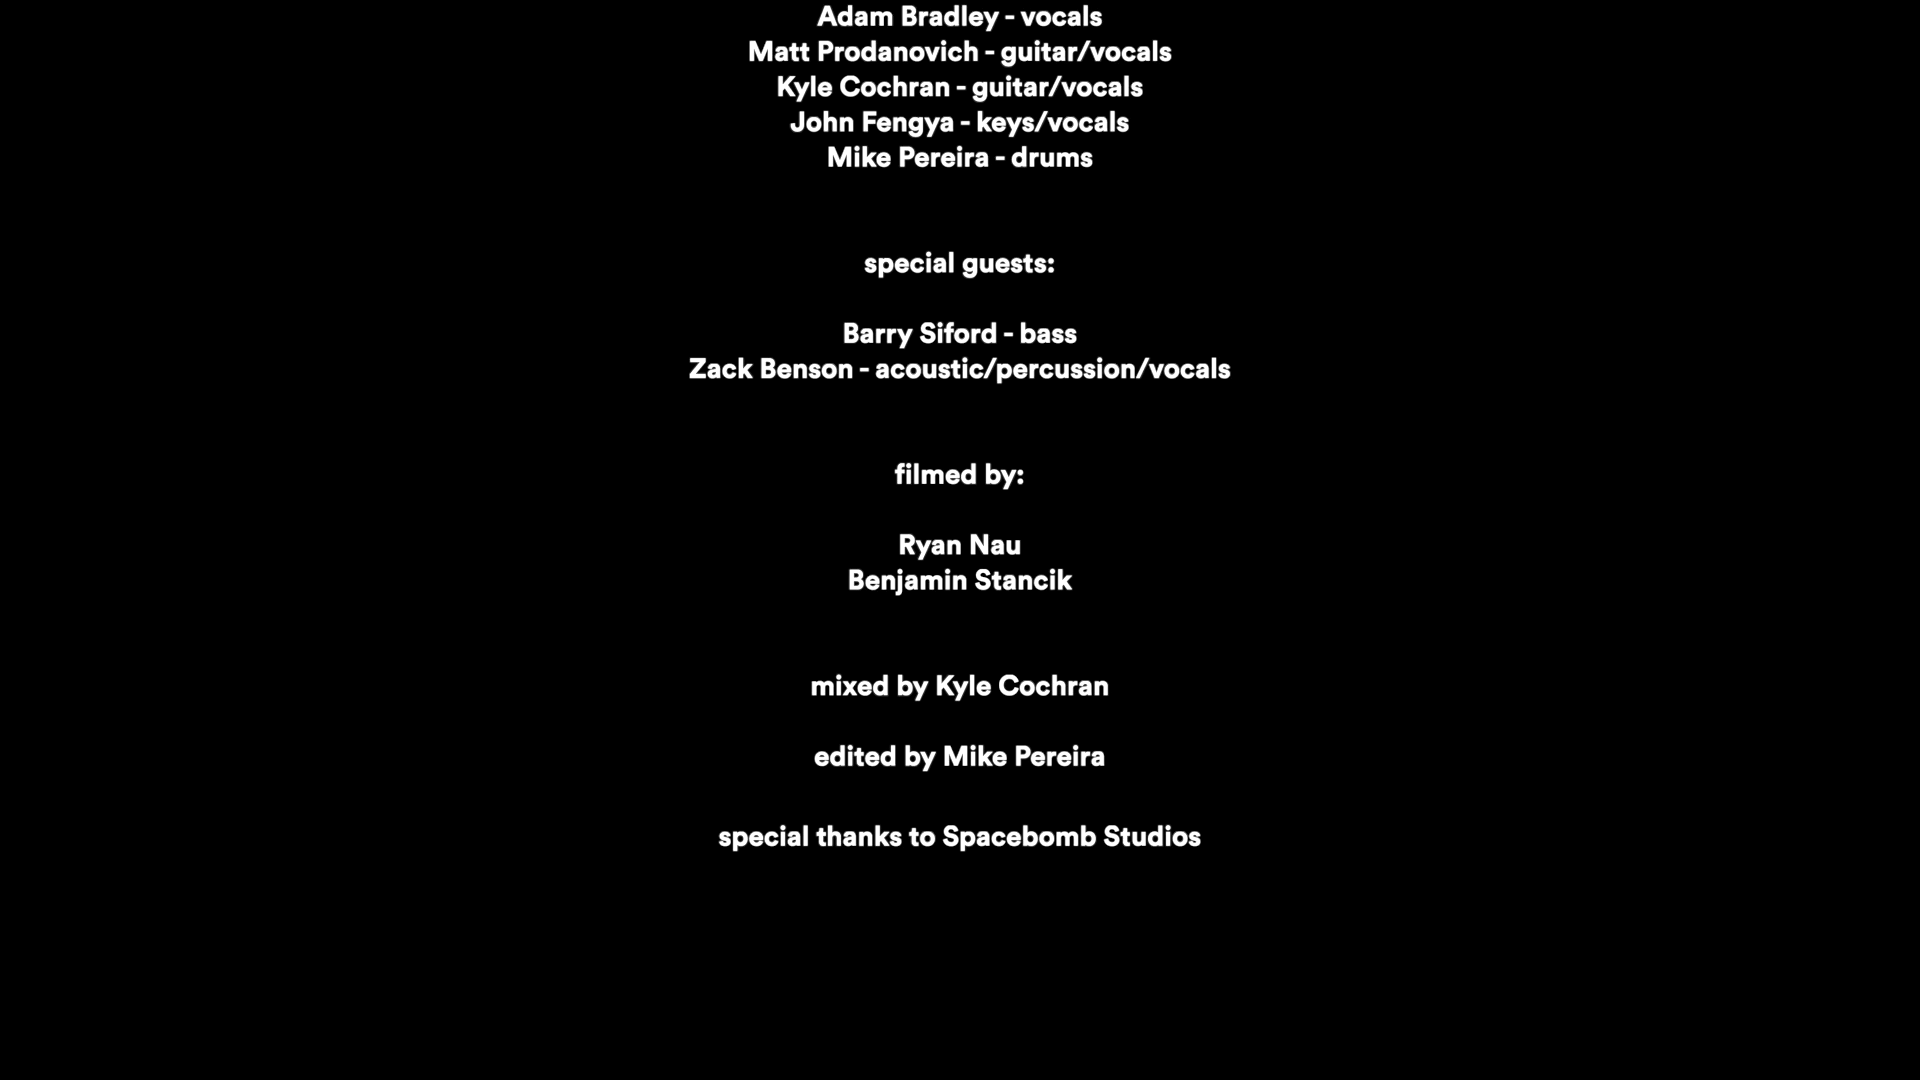 Adam Bradley - vocals
Matt Prodanovich - guitar/vocals
Kyle Cochran - guitar/vocals
John Fengya - keys/vocals
Mike Pereira - drums
special guests:
Barry Siford - bass
Zack Benson - acoustic/percussion/vocals
filmed by:
Ryan Nau
Benjamin Stancik
mixed by Kyle Cochran
edited by Mike Pereira
special thanks to Spacebomb Studios